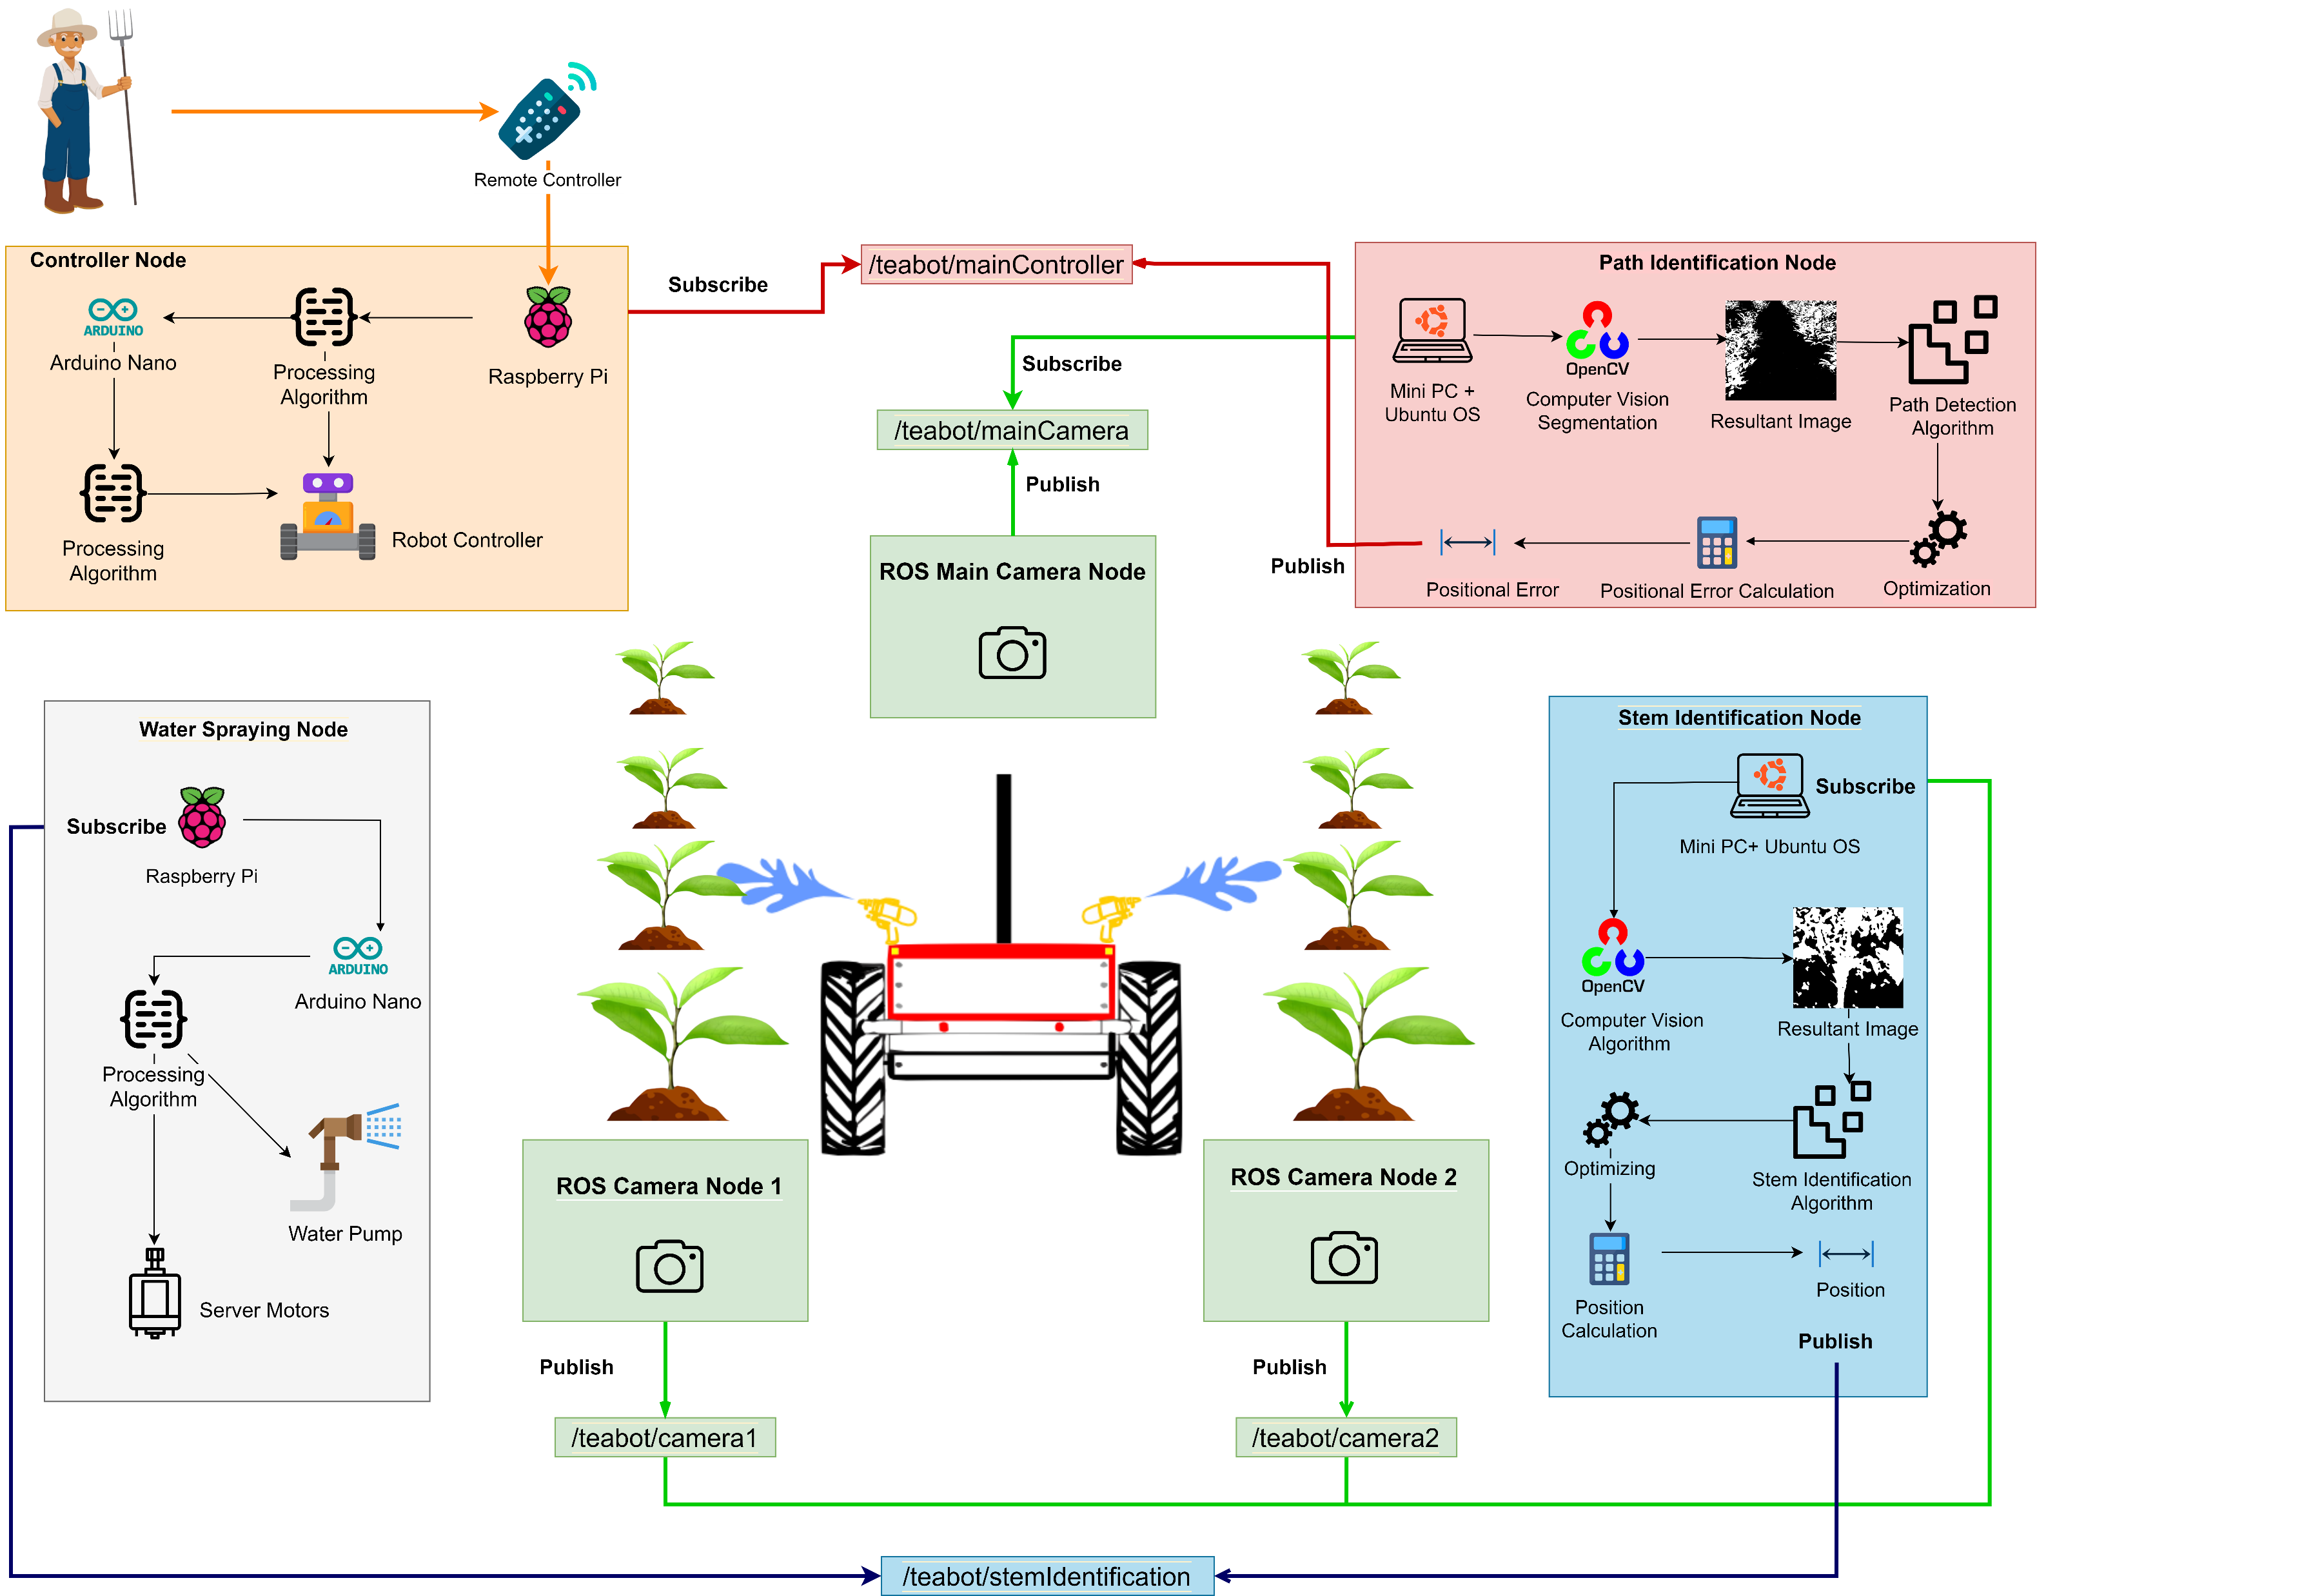 Remote Controller
Controller Node
ARDUINO
Arduino Nano
Processing
Algorithm
Raspberry Pi
Processing
Algorithm
Robot Controller
Subscribe
/teabot/mainController
Subscribe
/teabot/mainCamera
Publish
ROS Main Camera Node
Path Identification Node
Mini PC +
Ubuntu OS
OpenCV
Computer Vision
Segmentation
Resultant Image
Path Detection
Algorithm
Publish
Positional Error
Positional Error Calculation
Optimization
Water Spraying Node
Subscribe
Raspberry Pi
ARDUINO
Arduino Nano
Processing
Algorithm
Water Pump
Server Motors
ROS Camera Node 1
Publish
/teabot/camera1
ROS Camera Node 2
Publish
/teabot/camera2
Stem Identification Node
Subscribe
Mini PC+ Ubuntu OS
OpenCV
Computer Vision
Algorithm
Resultant Image
Optimizing
Stem Identification
Algorithm
Position
Calculation
Position
Publish
/teabot/stemIdentification